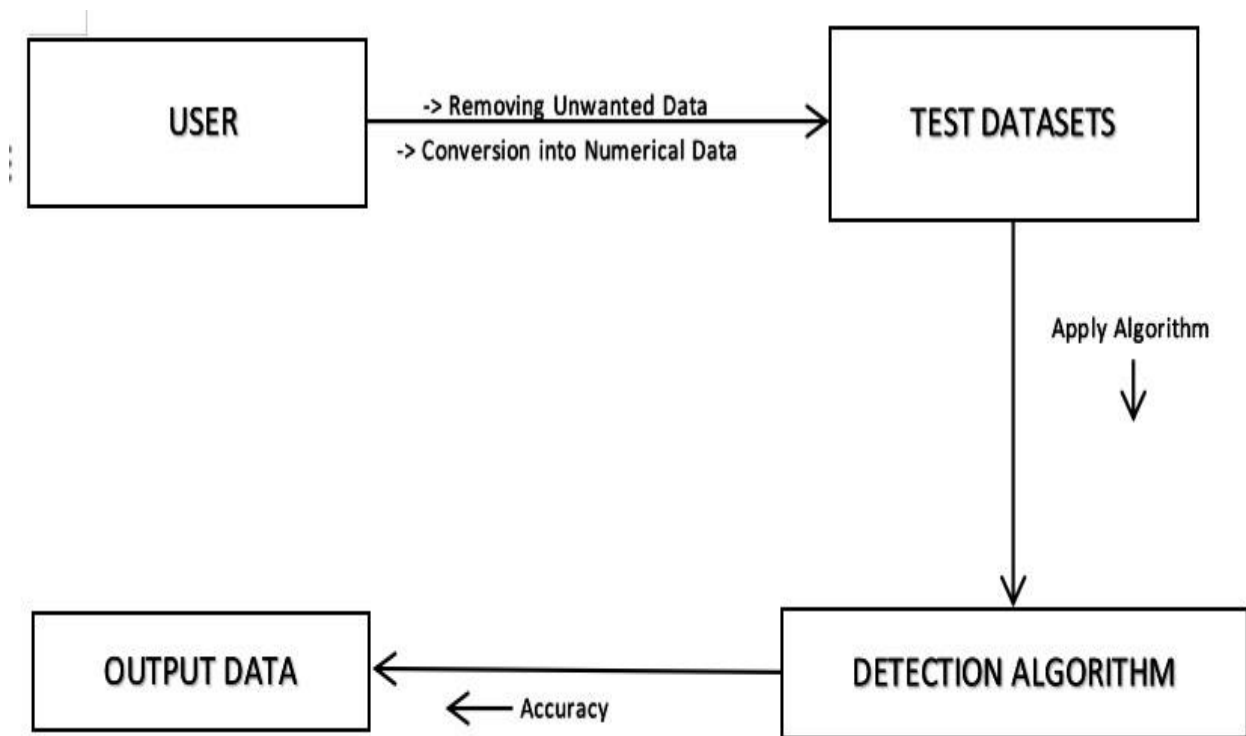 USER
-> Removing Unwanted Data
-> Conversion into Numerical Data
TEST DATASETS
Apply Algorithm
DETECTION ALGORITHM
Accuracy
OUTPUT DATA